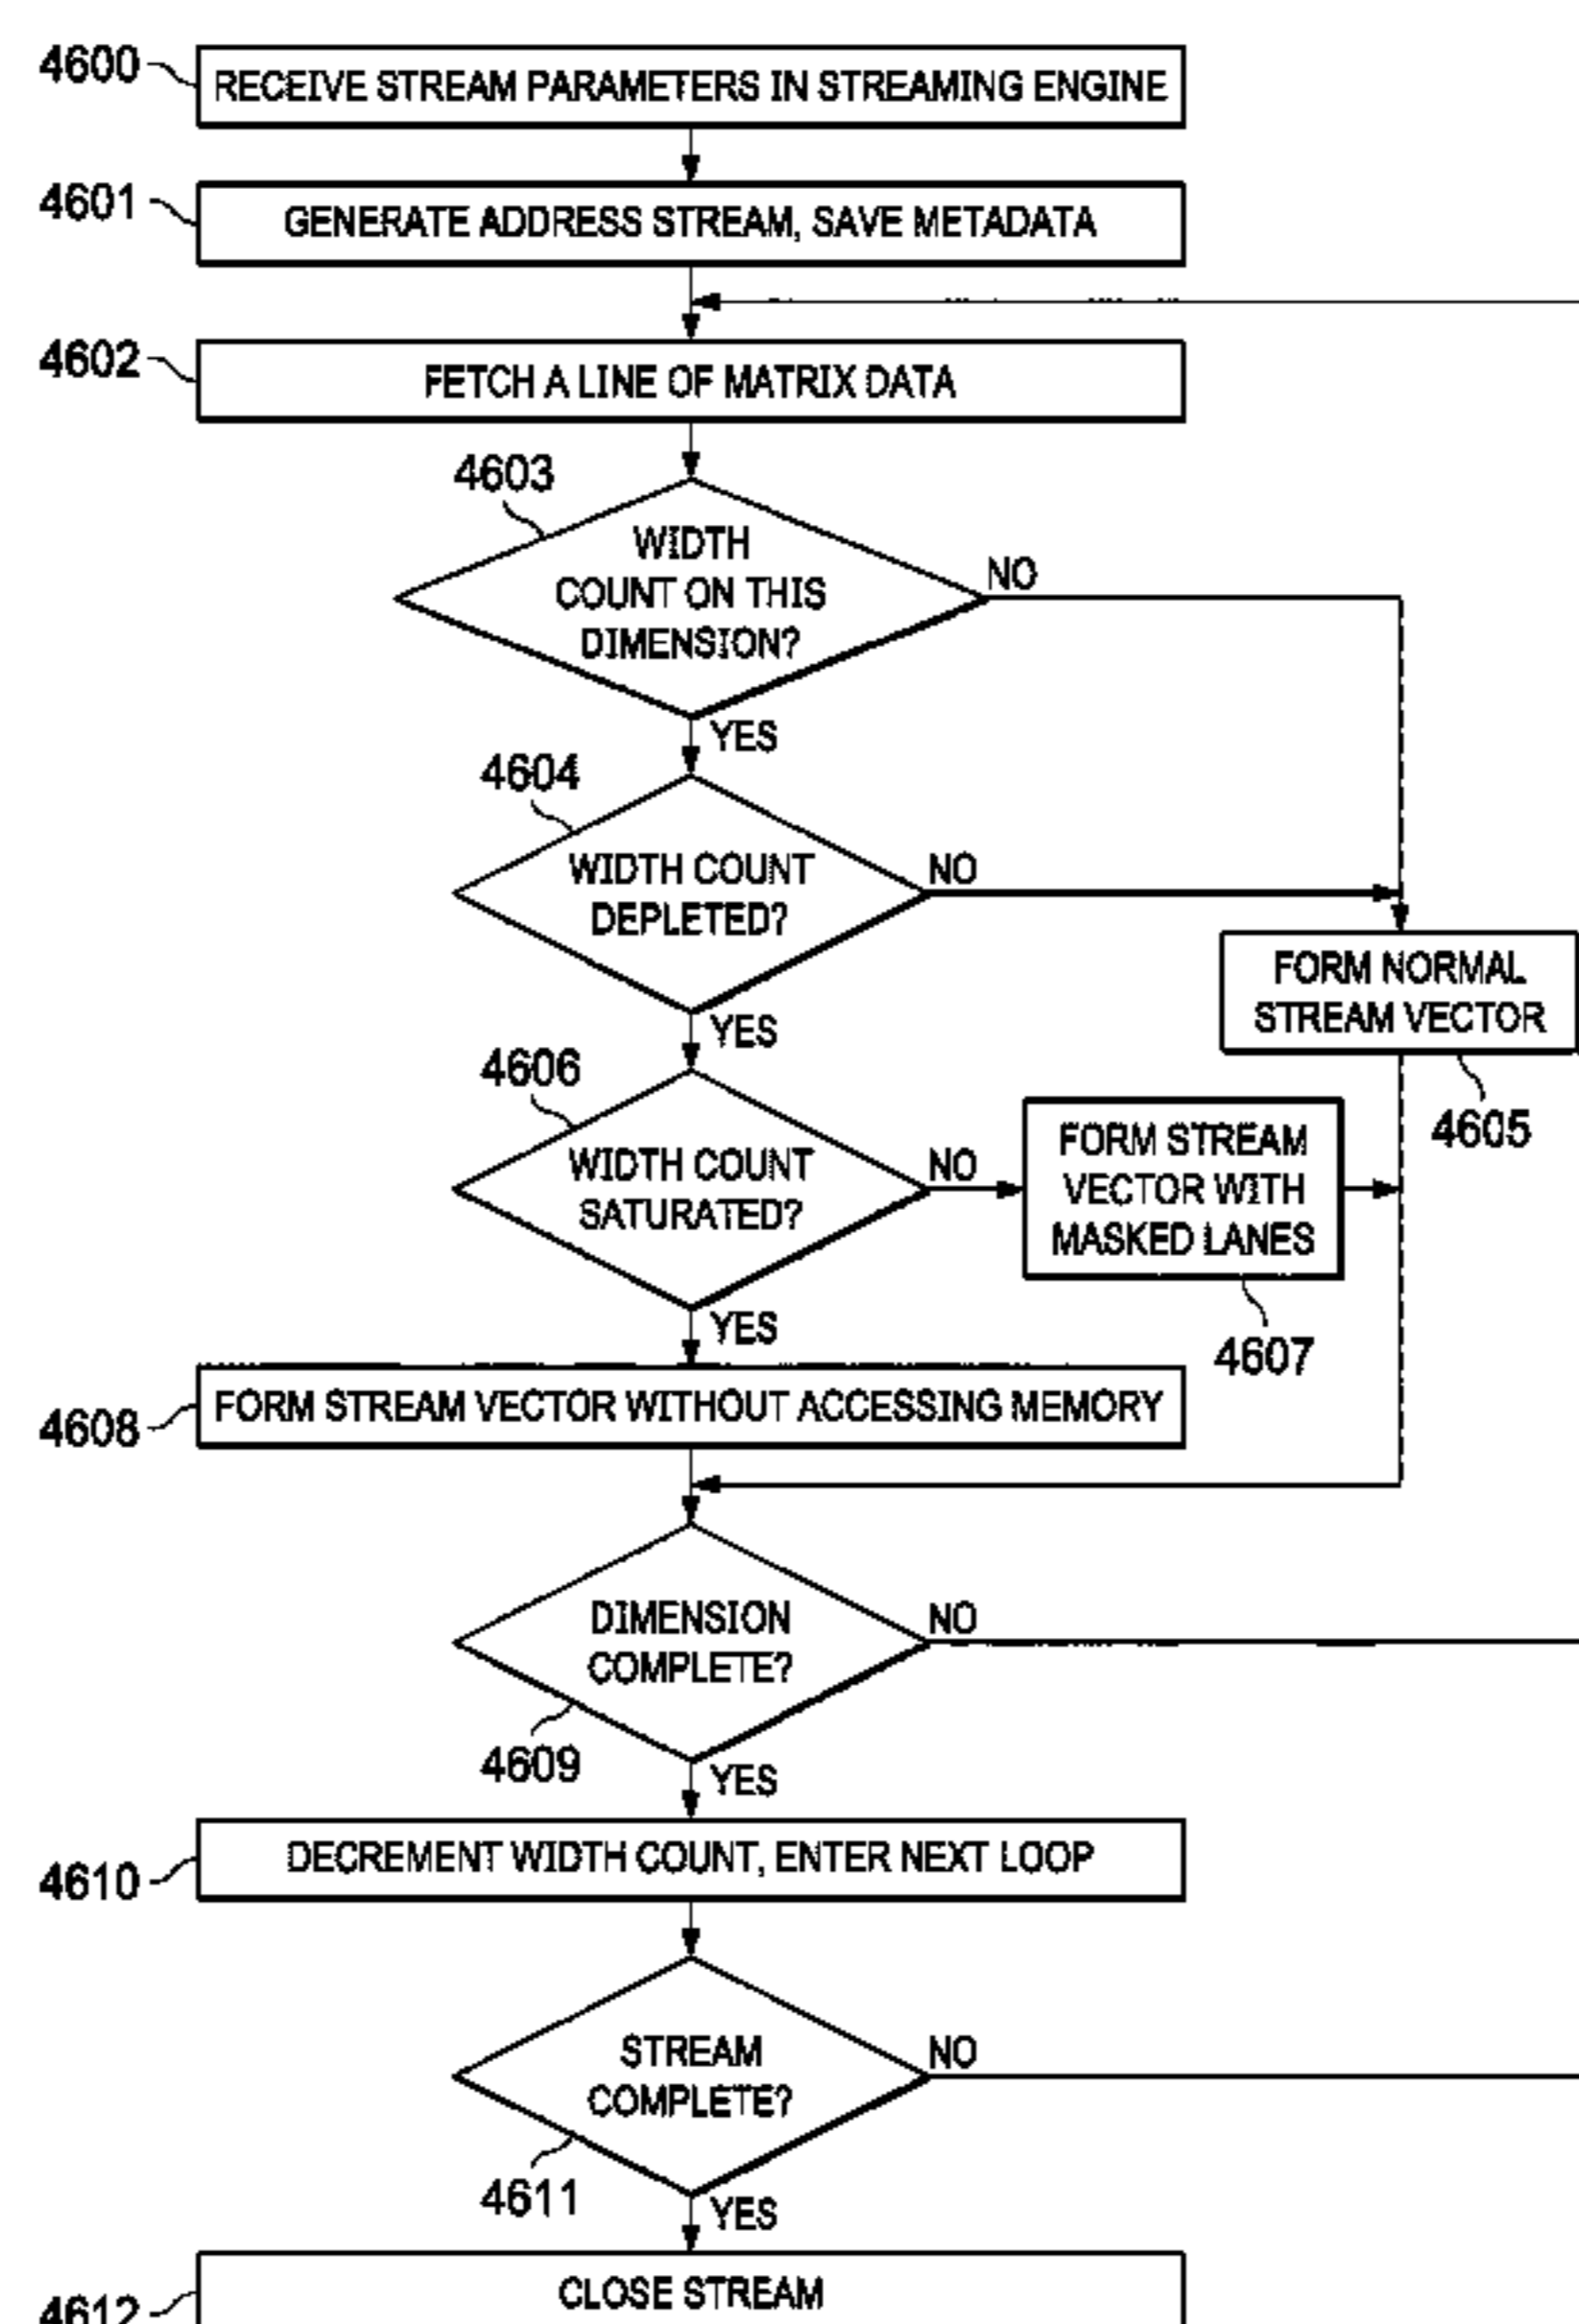 4600
RECEIVE STREAM PARAMETERS IN STREAMING ENGINE
4601
GENERATE ADDRESS STREAM, SAVE METADATA
4602
FETCH A LINE OF MATRIX DATA
4603
WIDTH
COUNT ON THIS
DIMENSION?
NO
YES
4604
WIDTH COUNT
DEPLETED?
NO
YES
FORM NORMAL
STREAM VECTOR
4605
4606
WIDTH COUNT
SATURATED?
NO
YES
FORM STREAM
VECTOR WITH
MASKED LANES
4607
4608
FORM STREAM VECTOR WITHOUT ACCESSING MEMORY
DIMENSION
COMPLETE?
NO
4609
YES
4610
DECREMENT WIDTH COUNT, ENTER NEXT LOOP
STREAM
COMPLETE?
NO
4611
YES
4612
CLOSE STREAM